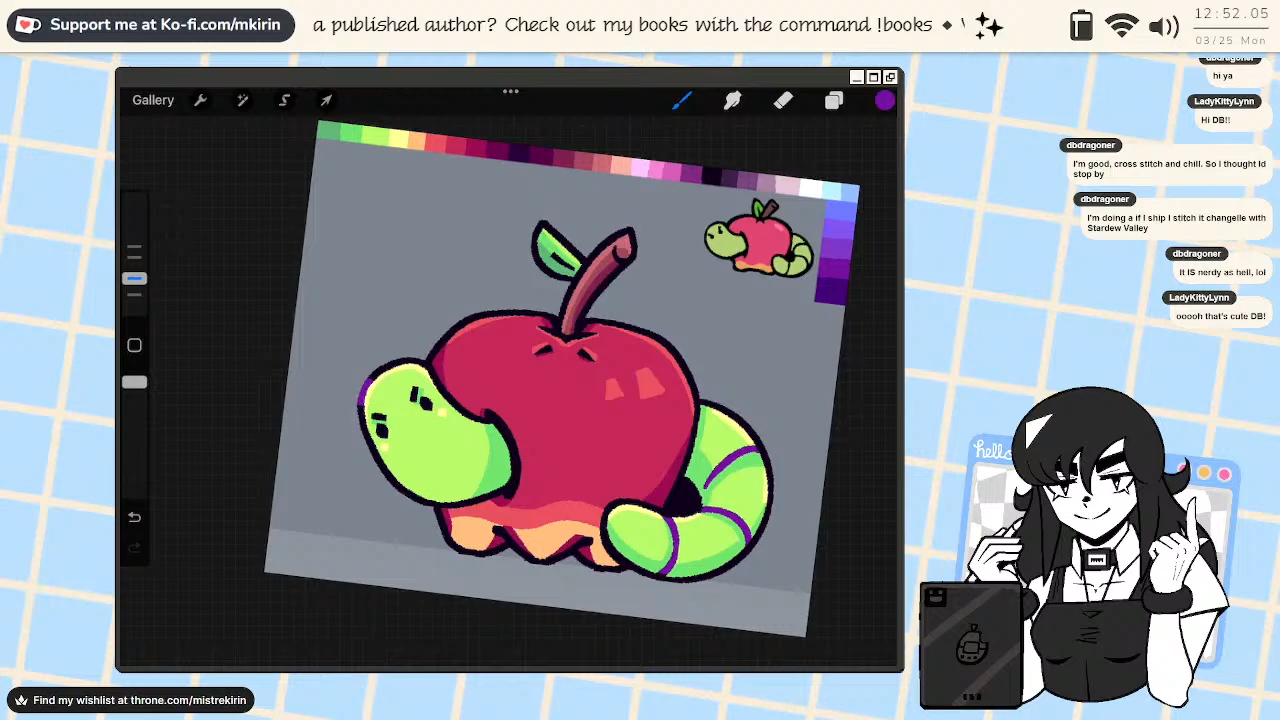 Support me at Ko-fi.com/mkirin
a published author? Check out my books with the command !books ◆
12:52.05
03/25 Mon
dbdragoner
hi ya
LadyKittyLynn
Hi DB!!
dbdragoner
I'm good, cross stitch and chill. So I thought Id
stop by
dbdragoner
I'm doing a if I ship I stitch it changelle with
Stardew Valley
dbdragoner
It IS nerdy as hell, lol
LadyKittyLynn
ooooh that's cute DB!
Gallery
hello
Find my wishlist at throne.com/mistrekirin